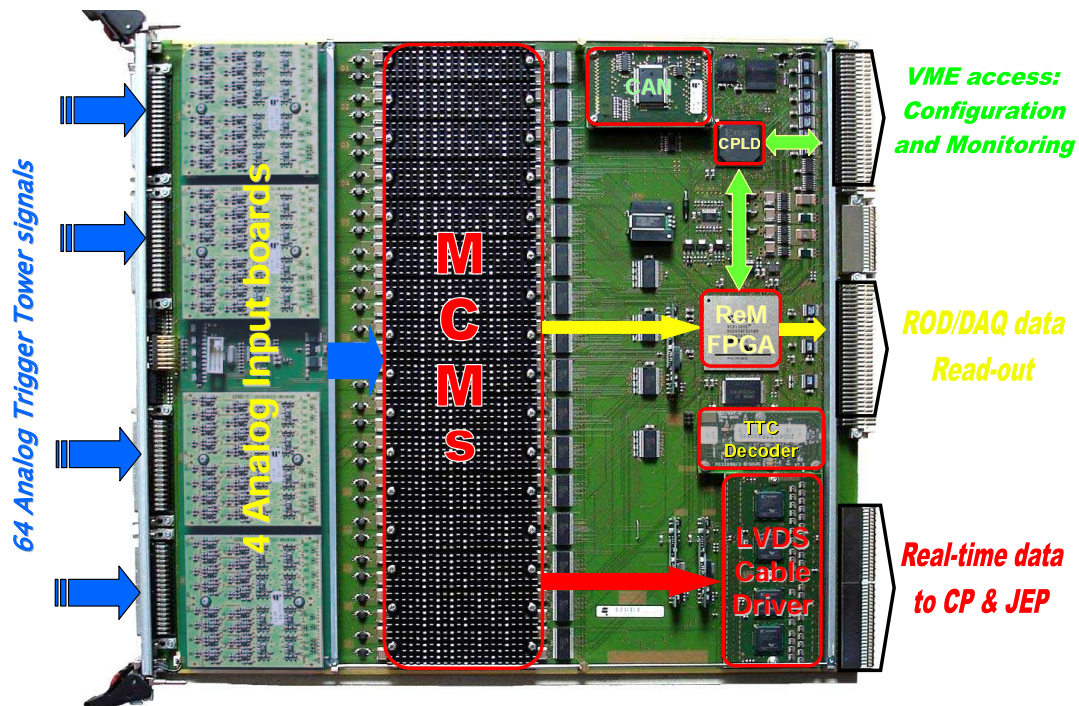 64 Analog Trigger Tower signals
4 Analog Input boards
MCMs
CAN
CPLD
VME access:
Configuration
and Monitoring
ReM
FPGA
ROD/DAQ data
Read-out
TTC
Decoder
LVDS
Cable
Driver
Real-time data
to CP & JEP